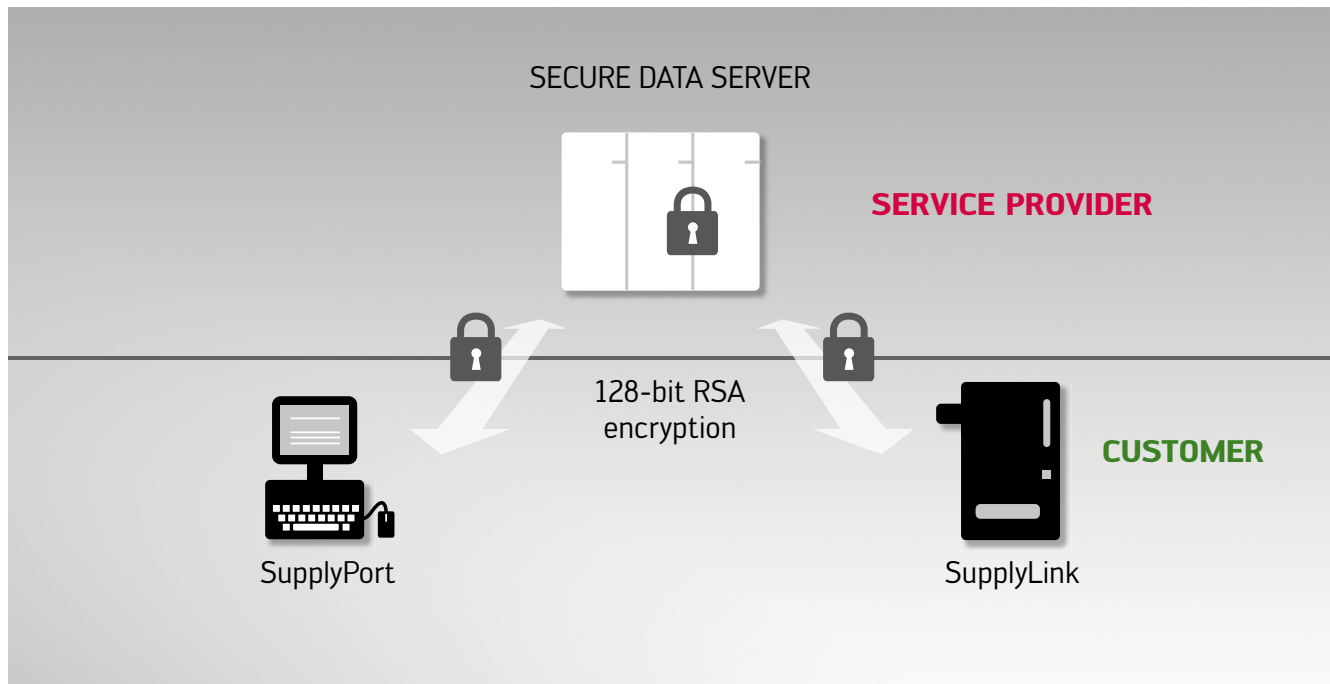 SECURE DATA SERVER
SERVICE PROVIDER
128-bit RSA
encryption
CUSTOMER
SupplyPort
SupplyLink